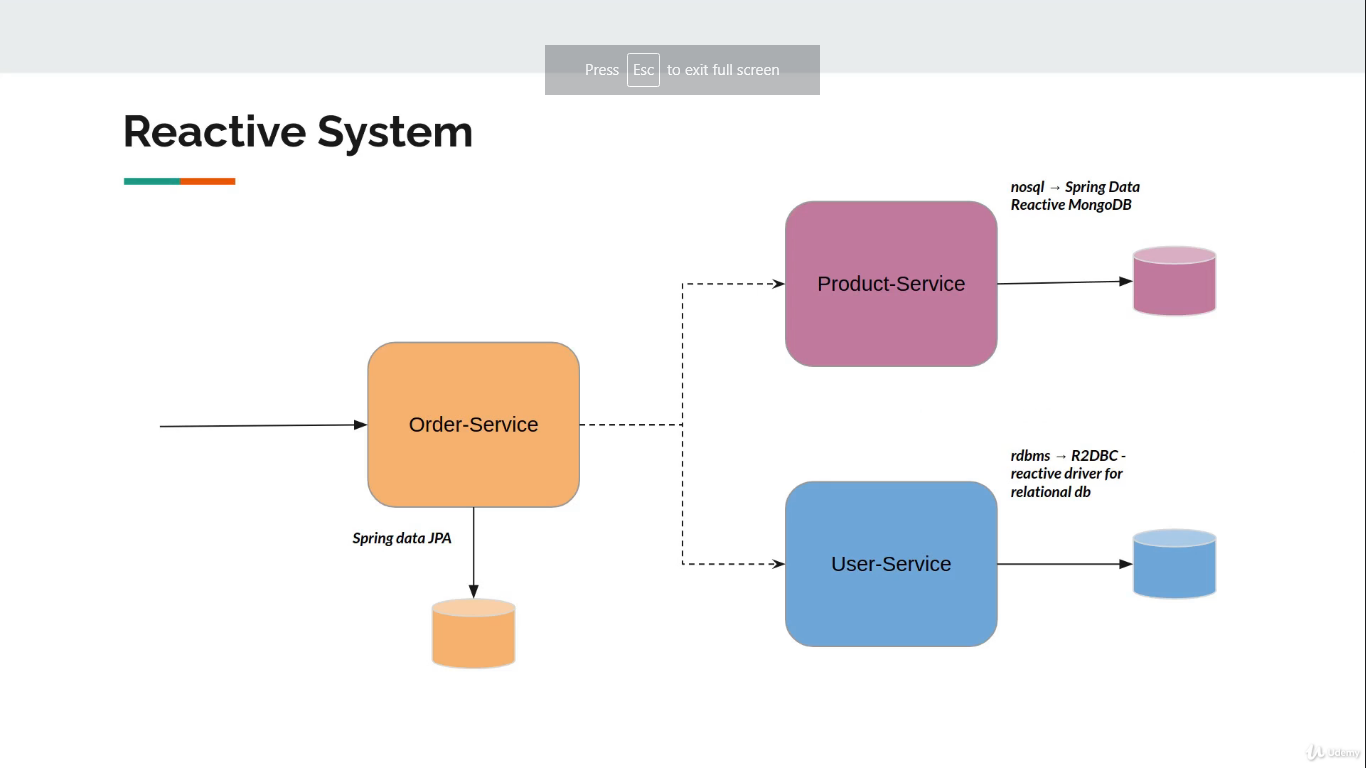 Press Esc to exit full screen
Reactive System
nosql → Spring Data
Reactive MongoDB
Product-Service
Order-Service
rdbms → R2DBC -
reactive driver for
relational db
Spring data JPA
User-Service
Udemy